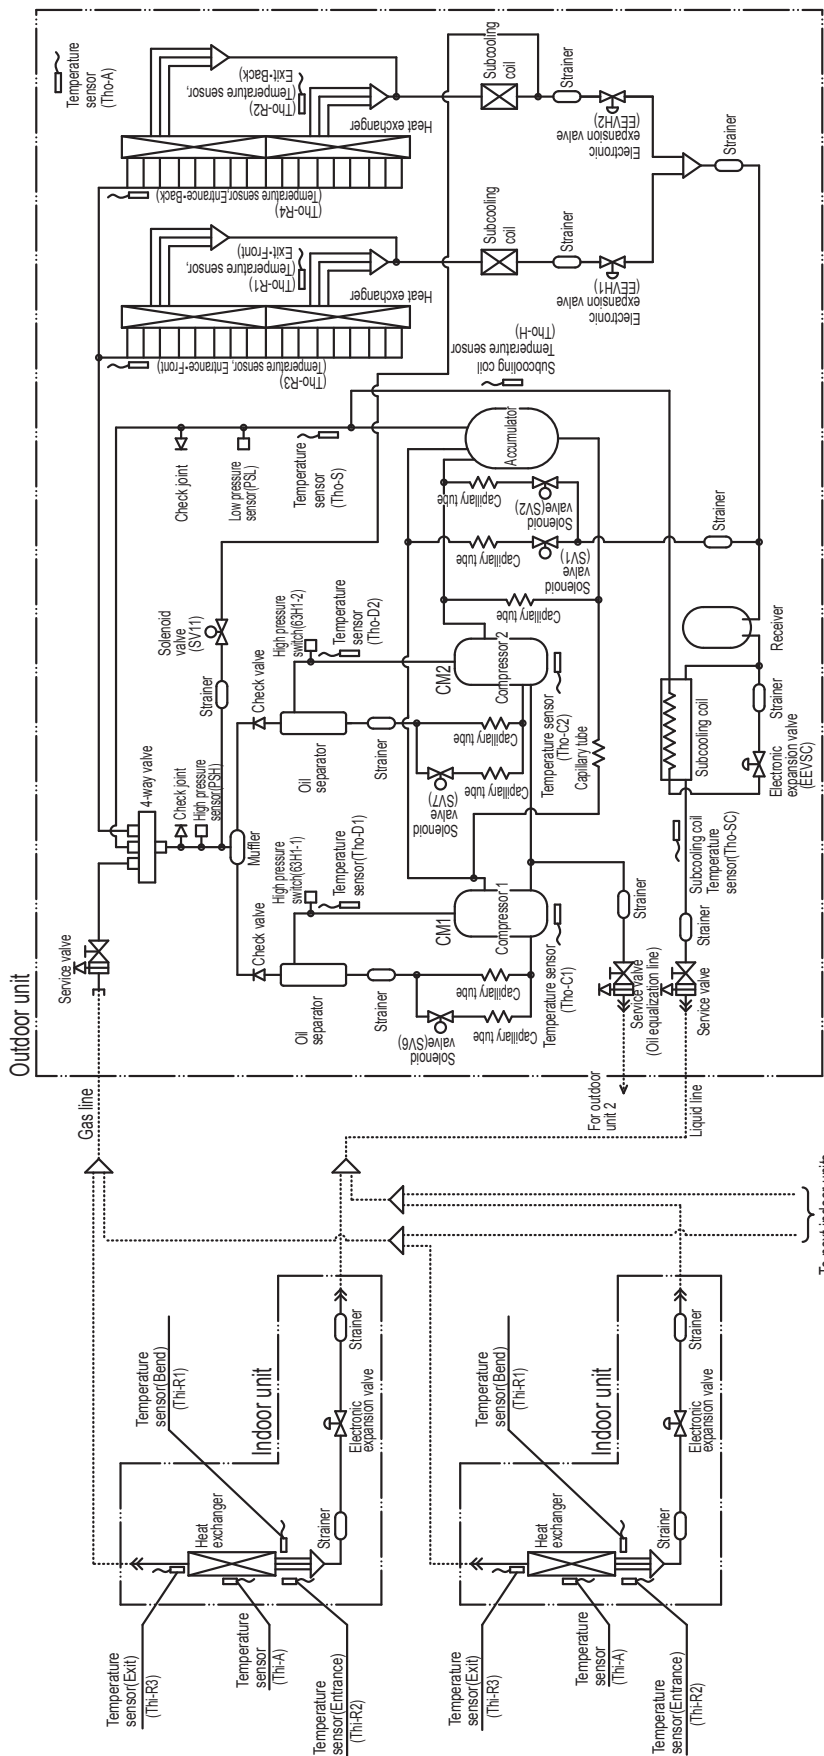 Outdoor unit
Temperature
sensor
(Tho-A)
(Tho-R2)
(Temperature sensor,
Exit•Back)
Heat exchanger
(Tho-R4)
(Temperature sensor,Entrance•Back)
(Tho-R1)
(Temperature sensor,
Exit•Front)
Heat exchanger
(Tho-R3)
(Temperature sensor, Entrance•Front)
Subcooling
coil
Strainer
Electronic
expansion valve
(EEVH2)
Subcooling
coil
Strainer
Electronic
expansion valve
(EEVH1)
Strainer
Subcooling coil
Temperature sensor
(Tho-H)
Check joint
Low pressure
sensor(PSL)
Temperature
sensor
(Tho-S)
Accumulator
Capillary tube
Solenoid
valve(SV2)
Capillary tube
Solenoid
valve
(SV1)
Capillary tube
Strainer
Receiver
Solenoid
valve
(SV11)
Strainer
Check valve
High pressure
switch(63H1-2)
Temperature
sensor
(Tho-D2)
CM2
Compressor 2
Temperature sensor
(Tho-C2)
Capillary tube
Oil
separator
Strainer
Capillary tube
Solenoid
valve
(SV7)
Capillary tube
Subcooling coil
Strainer
Electronic
expansion valve
(EEVSC)
Subcooling coil
Temperature
sensor(Tho-SC)
4-way valve
Check joint
High pressure
sensor(PSH)
Muffler
Check valve
High pressure
switch(63H1-1)
Temperature
sensor(Tho-D1)
CM1
Compressor 1
Temperature sensor
(Tho-C1)
Oil
separator
Strainer
Capillary tube
Solenoid
valve(SV6)
Capillary tube
Service valve
Strainer
Service valve
(Oil equalization line)
Strainer
Service valve
Gas line
For outdoor
unit 2
Liquid line
To next indoor units
Indoor unit
Temperature
sensor(Bend)
(Thi-R1)
Heat
exchanger
Strainer
Electronic
expansion valve
Strainer
Temperature
sensor(Exit)
(Thi-R3)
Temperature
sensor
(Thi-A)
Temperature
sensor(Entrance)
(Thi-R2)
Indoor unit
Temperature
sensor(Bend)
(Thi-R1)
Heat
exchanger
Strainer
Electronic
expansion valve
Strainer
Temperature
sensor(Exit)
(Thi-R3)
Temperature
sensor
(Thi-A)
Temperature
sensor(Entrance)
(Thi-R2)